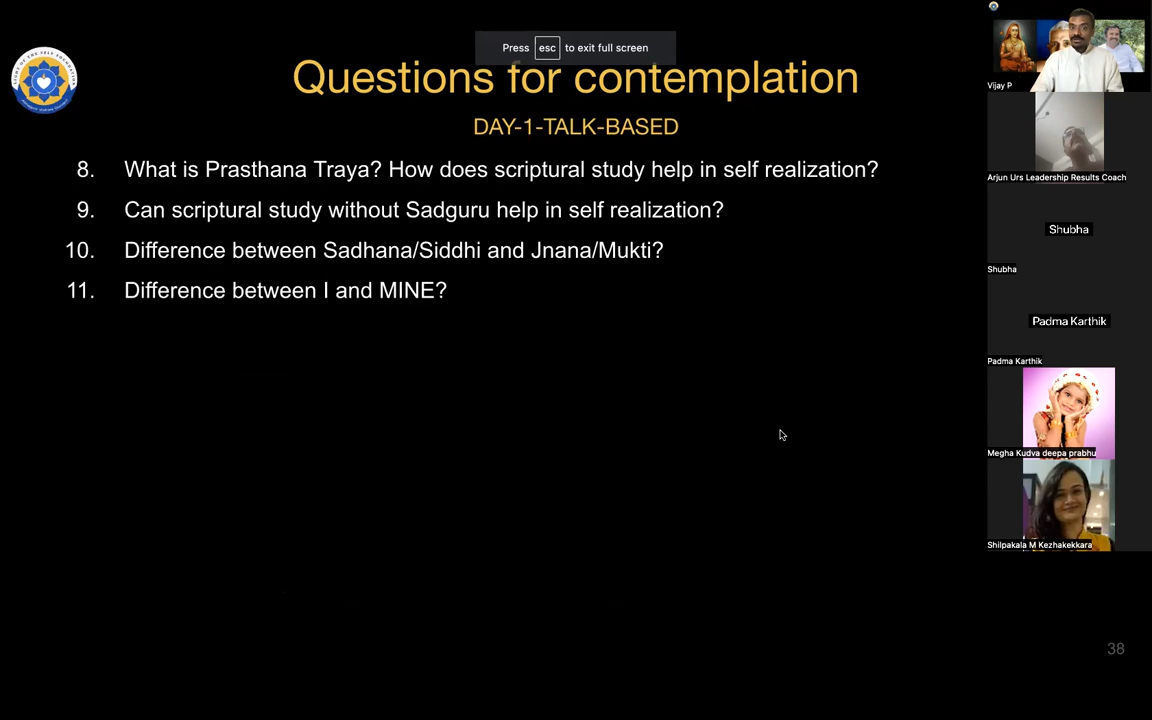 Press esc to exit full screen
Questions for contemplation
DAY-1-TALK-BASED
8. What is Prasthana Traya? How does scriptural study help in self realization?
9. Can scriptural study without Sadguru help in self realization?
10. Difference between Sadhana/Siddhi and Jnana/Mukti?
11. Difference between I and MINE?
38
Vijay P
Arjun Urs Leadership Results Coach
Shubha
Shubha
Padma Karthik
Padma Karthik
Megha Kudva deepa prabhu
Shilpakala M Kezhakekkara